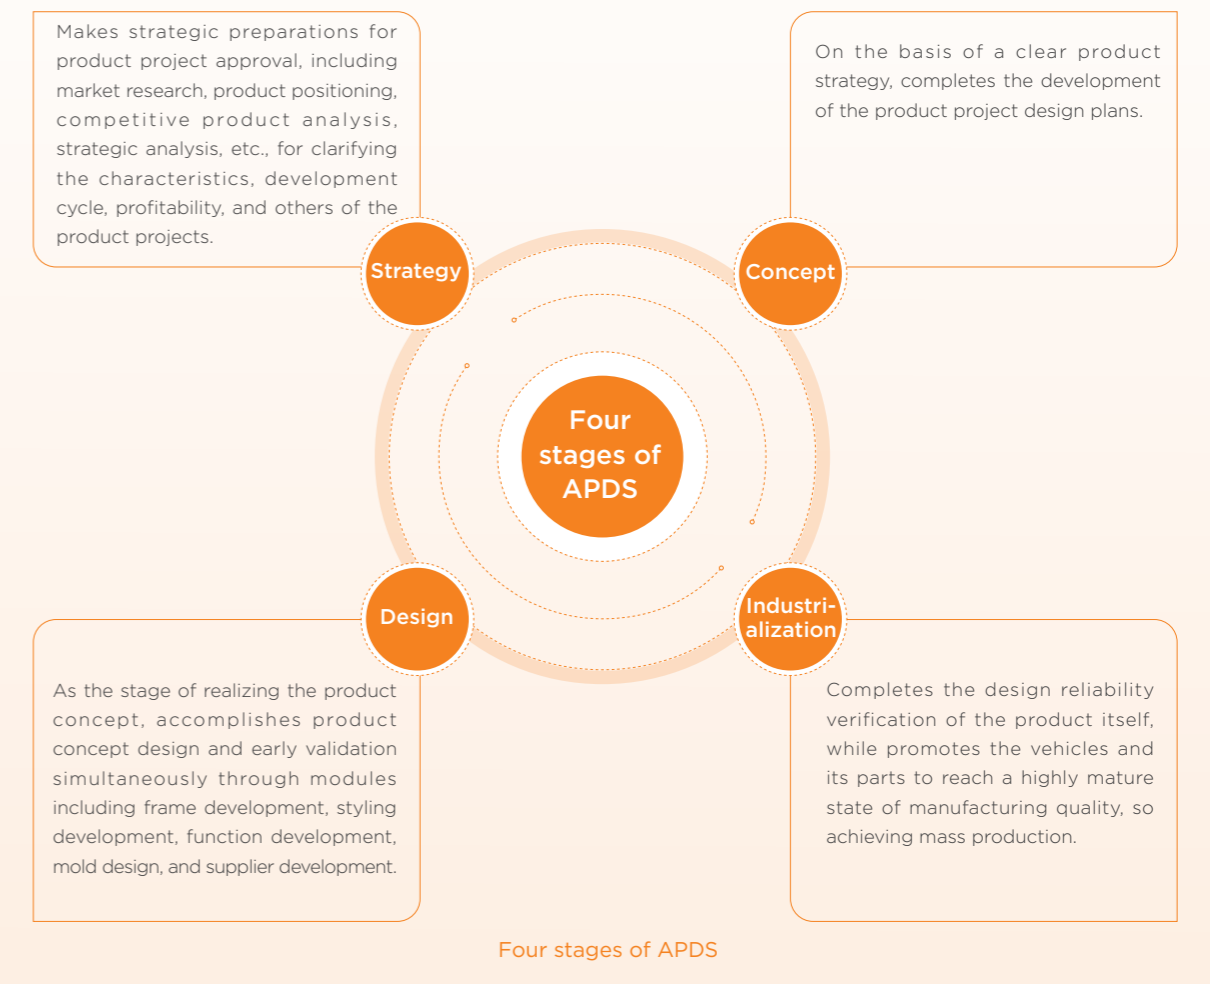 Makes strategic preparations for
product project approval, including
market research, product positioning,
competitive product analysis,
strategic analysis, etc., for clarifying
the characteristics, development
cycle, profitability, and others of the
product projects.
Strategy
On the basis of a clear product
strategy, completes the development
of the product project design plans.
Concept
Four
stages of
APDS
Design
As the stage of realizing the product
concept, accomplishes product
concept design and early validation
simultaneously through modules
including frame development, styling
development, function development,
mold design, and supplier development.
Industri-
alization
Completes the design reliability
verification of the product itself,
while promotes the vehicles and
its parts to reach a highly mature
state of manufacturing quality, so
achieving mass production.
Four stages of APDS